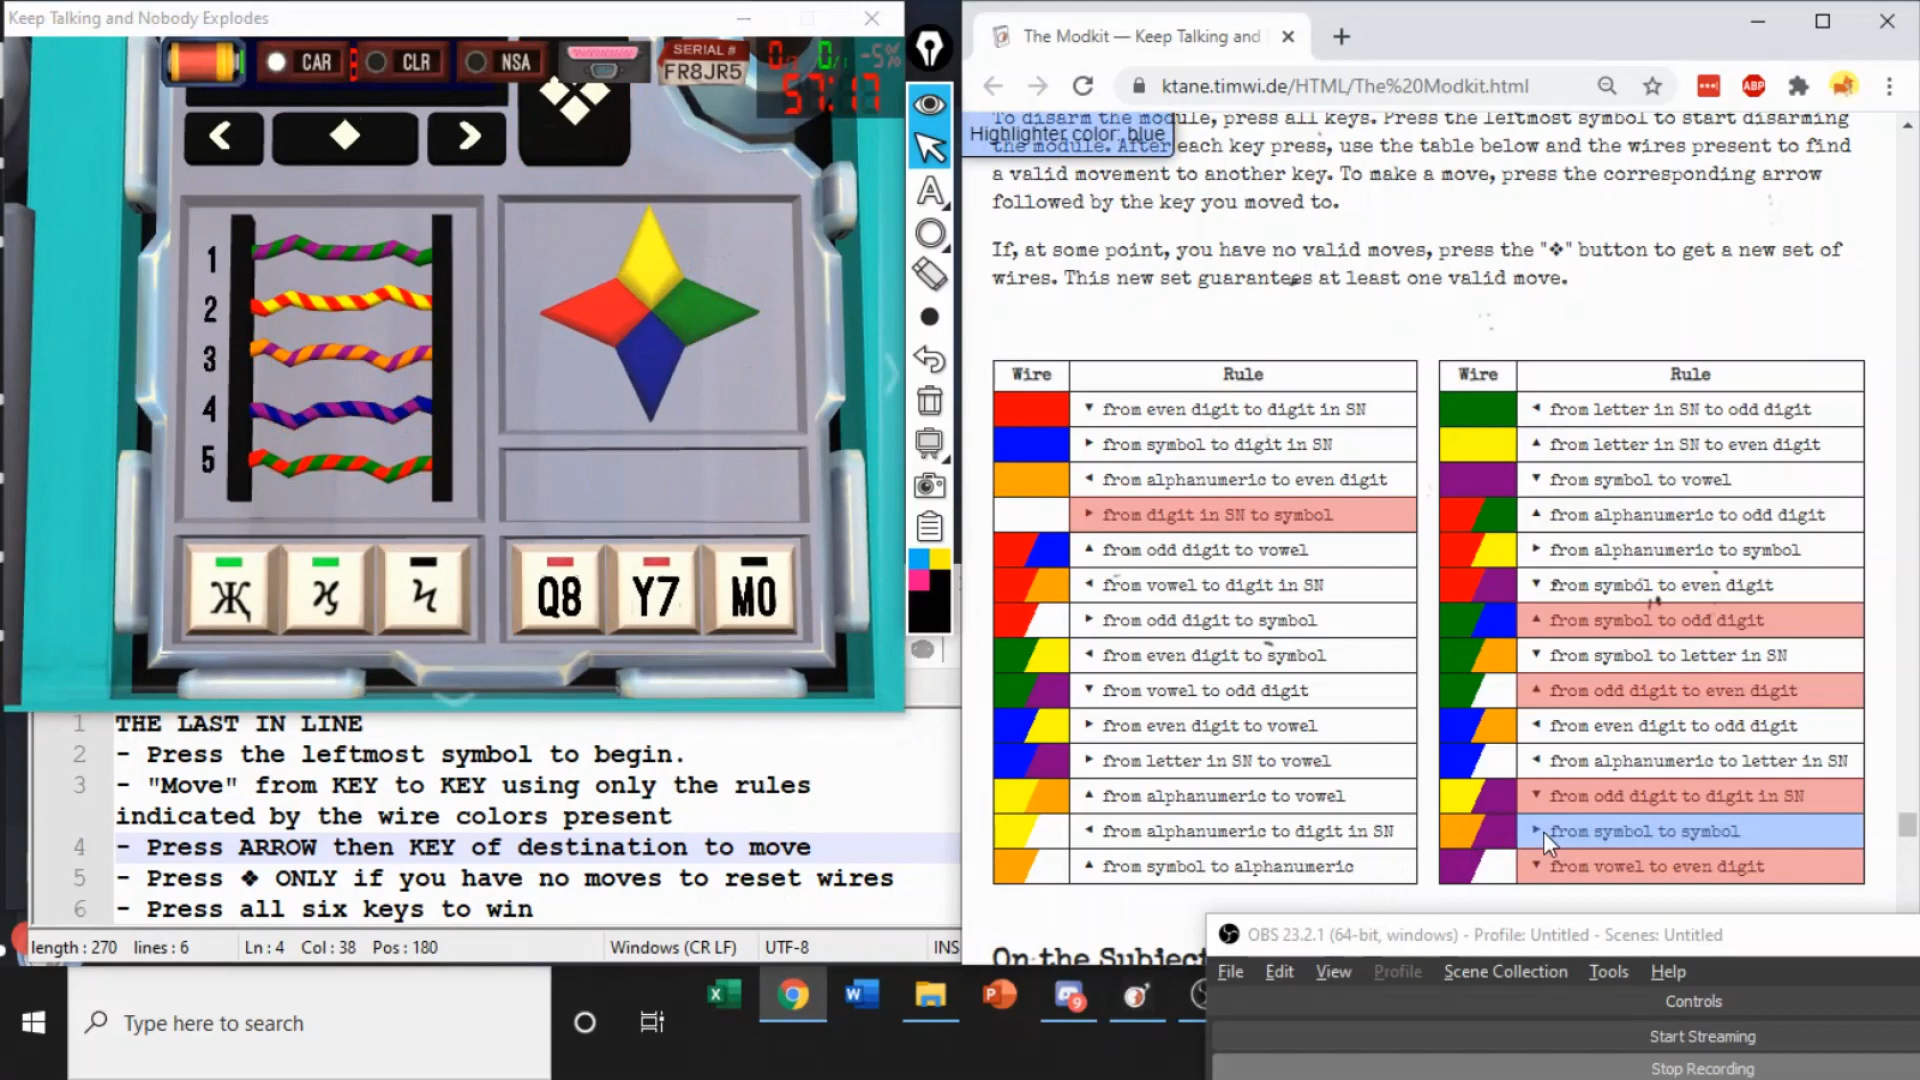 Keep Talking and Nobody Explodes
CAR
CLR
NSA
SERIAL #
FR8JR5
57:17
-5%
1
2
3
4
5
Ж
Q8
Y7
M0
The Modkit — Keep Talking and
ktane.timwi.de/HTML/The%20Modkit.html
ABP
Highlighter color: blue
To disarm the module, press all keys. Press the leftmost symbol to start disarming
the module. After each key press, use the table below and the wires present to find
a valid movement to another key. To make a move, press the corresponding arrow
followed by the key you moved to.
If, at some point, you have no valid moves, press the "❖" button to get a new set of
wires. This new set guarantees at least one valid move.
Wire Rule
▼ from even digit to digit in SN
► from symbol to digit in SN
◄ from alphanumeric to even digit
► from digit in SN to symbol
▲ from odd digit to vowel
◄ from vowel to digit in SN
► from odd digit to symbol
◄ from even digit to symbol
▼ from vowel to odd digit
► from even digit to vowel
► from letter in SN to vowel
▲ from alphanumeric to vowel
◄ from alphanumeric to digit in SN
▲ from symbol to alphanumeric
Wire Rule
◄ from letter in SN to odd digit
▲ from letter in SN to even digit
▼ from symbol to vowel
▲ from alphanumeric to odd digit
► from alphanumeric to symbol
▼ from symbol to even digit
▲ from symbol to odd digit
▼ from symbol to letter in SN
▲ from odd digit to even digit
◄ from even digit to odd digit
◄ from alphanumeric to letter in SN
▼ from odd digit to digit in SN
► from symbol to symbol
▼ from vowel to even digit
On the Subject
1 THE LAST IN LINE
2 - Press the leftmost symbol to begin.
3 - "Move" from KEY to KEY using only the rules
indicated by the wire colors present
4 - Press ARROW then KEY of destination to move
5 - Press ❖ ONLY if you have no moves to reset wires
6 - Press all six keys to win
length : 270 lines : 6 Ln : 4 Col : 38 Pos : 180 Windows (CR LF) UTF-8 INS
OBS 23.2.1 (64-bit, windows) - Profile: Untitled - Scenes: Untitled
File Edit View Profile Scene Collection Tools Help
Controls
Start Streaming
Stop Recording
Type here to search
9